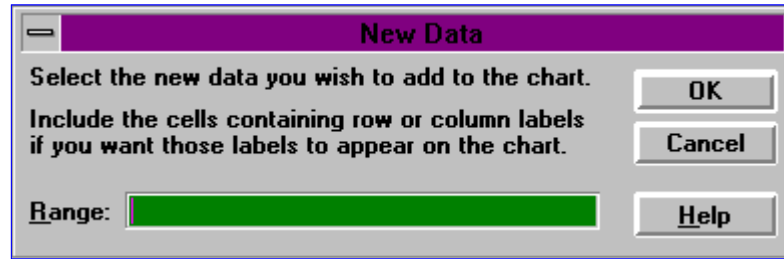 New Data
Select the new data you wish to add to the chart.
Include the cells containing row or column labels
if you want those labels to appear on the chart.
Range:
OK
Cancel
Help